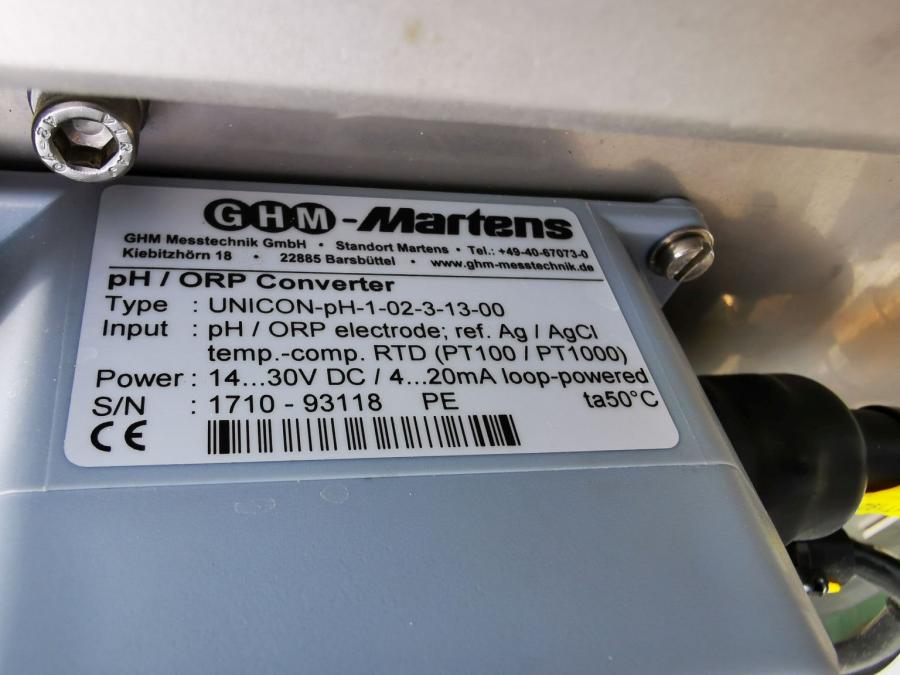 GHM-Martens
GHM Messtechnik GmbH • Standort Martens • Tel.: +49-40-67073-0
Kiebitzhörn 18 • 22885 Barsbüttel • www.ghm-messtechnik.de
pH / ORP Converter
Type : UNICON-pH-1-02-3-13-00
Input : pH / ORP electrode; ref. Ag / AgCl
temp.-comp. RTD (PT100 / PT1000)
Power : 14...30V DC / 4...20mA loop-powered
S/N : 1710 - 93118 PE ta50°C
CE